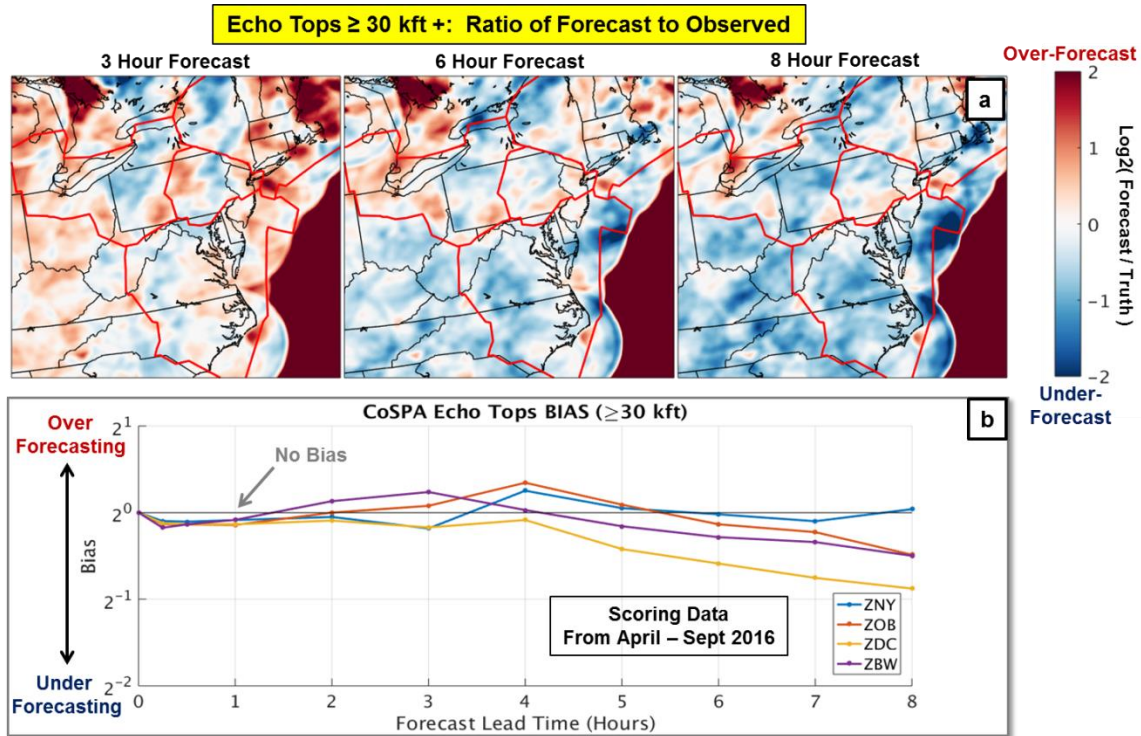 Echo Tops ≥ 30 kft +: Ratio of Forecast to Observed
3 Hour Forecast
6 Hour Forecast
8 Hour Forecast
Over-Forecast
a
2
1
0
−1
−2
Log2( Forecast / Truth )
Under-
Forecast
CoSPA Echo Tops BIAS (≥30 kft)
b
Over
Forecasting
Under
Forecasting
Bias
2^1
2^0
2^-1
2^-2
No Bias
Scoring Data
From April – Sept 2016
ZNY
ZOB
ZDC
ZBW
0 1 2 3 4 5 6 7 8
Forecast Lead Time (Hours)